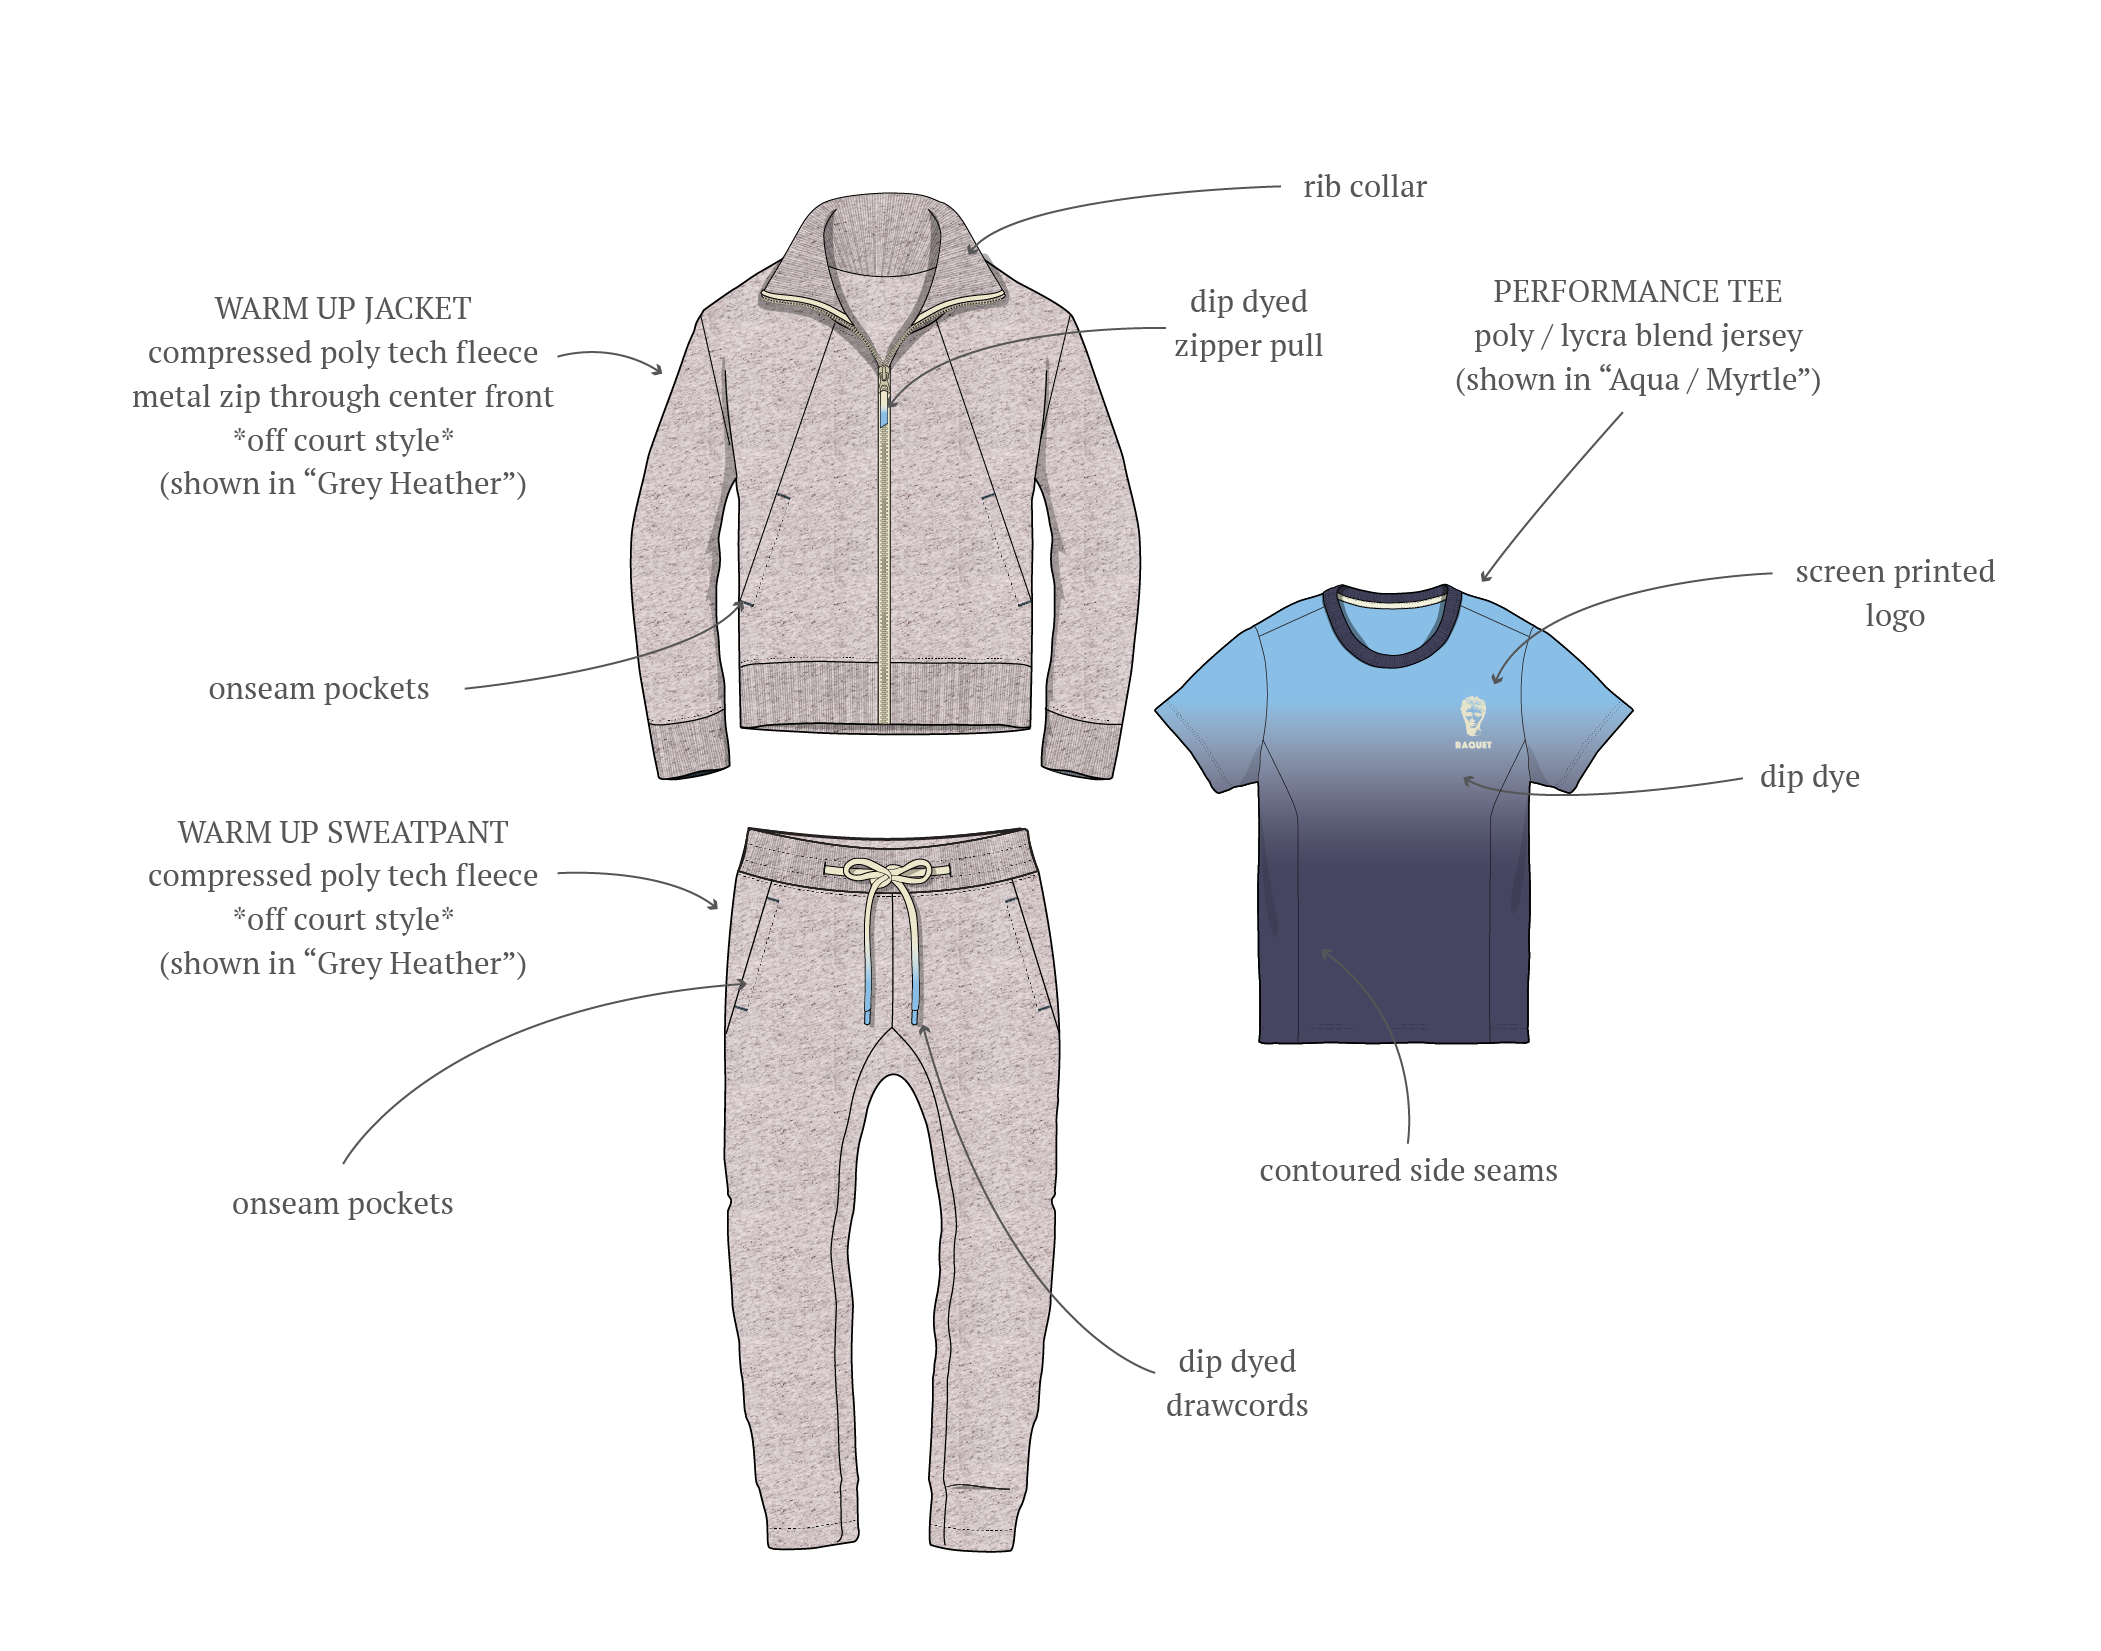 rib collar
WARM UP JACKET
compressed poly tech fleece
metal zip through center front
*off court style*
(shown in “Grey Heather”)
dip dyed
zipper pull
PERFORMANCE TEE
poly / lycra blend jersey
(shown in “Aqua / Myrtle”)
screen printed
logo
onseam pockets
RAQUET
dip dye
WARM UP SWEATPANT
compressed poly tech fleece
*off court style*
(shown in “Grey Heather”)
contoured side seams
onseam pockets
dip dyed
drawcords